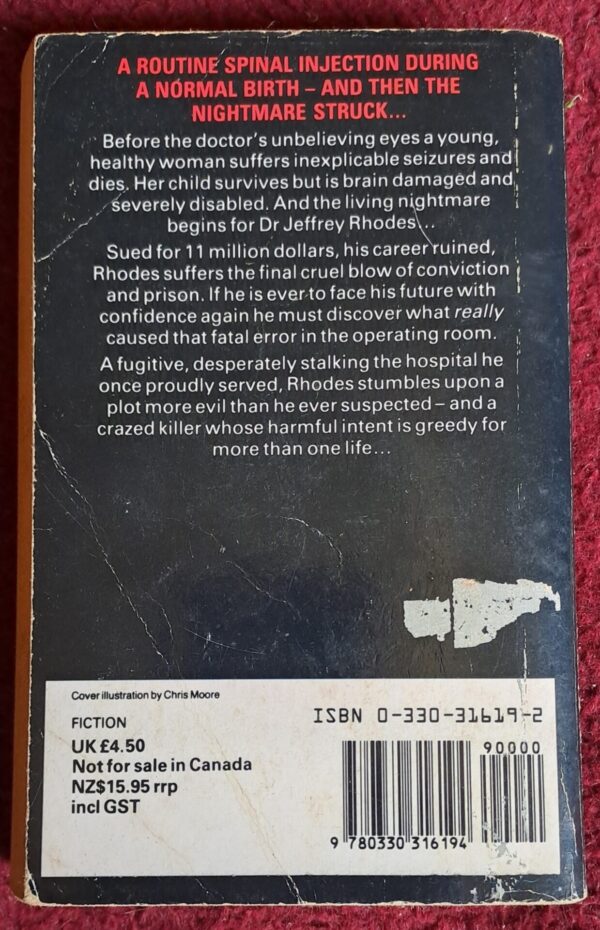 A ROUTINE SPINAL INJECTION DURING
A NORMAL BIRTH – AND THEN THE
NIGHTMARE STRUCK...
Before the doctor's unbelieving eyes a young,
healthy woman suffers inexplicable seizures and
dies. Her child survives but is brain damaged and
severely disabled. And the living nightmare
begins for Dr Jeffrey Rhodes...
Sued for 11 million dollars, his career ruined,
Rhodes suffers the final cruel blow of conviction
and prison. If he is ever to face his future with
confidence again he must discover what really
caused that fatal error in the operating room.
A fugitive, desperately stalking the hospital he
once proudly served, Rhodes stumbles upon a
plot more evil than he ever suspected – and a
crazed killer whose harmful intent is greedy for
more than one life...
Cover illustration by Chris Moore
FICTION
UK £4.50
Not for sale in Canada
NZ$15.95 rrp
incl GST
ISBN 0-330-31619-2
90000
9 780330 316194